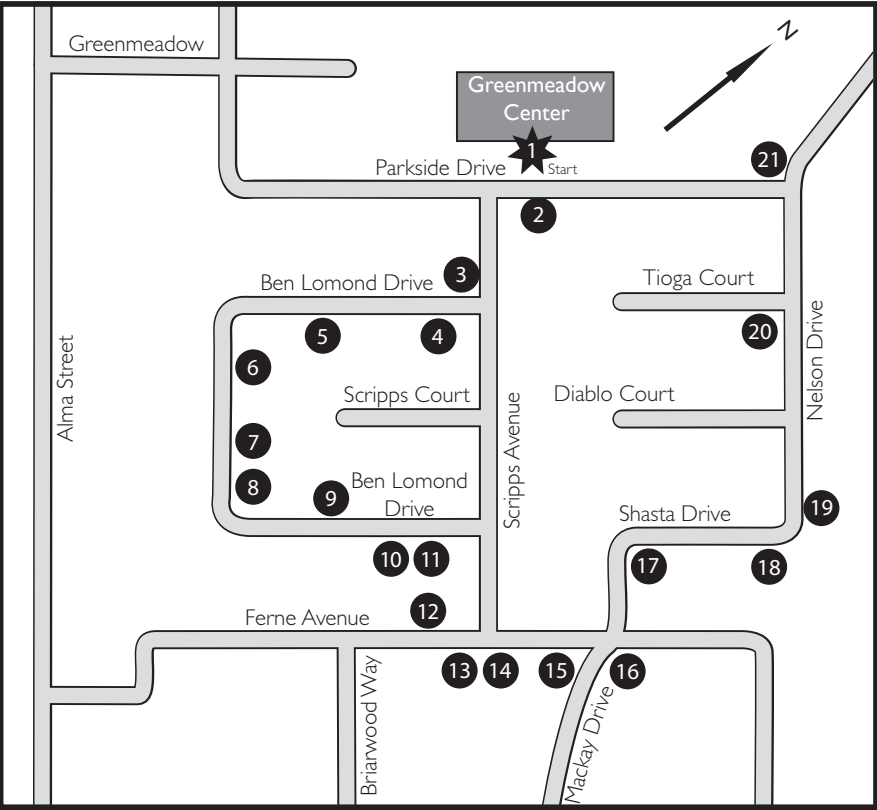 Greenmeadow
N
Greenmeadow
Center
1
Start
Parkside Drive
21
2
3
Ben Lomond Drive
Tioga Court
5
4
20
6
Alma Street
Nelson Drive
Scripps Court
Diablo Court
7
Scripps Avenue
8
9
Ben Lomond
Drive
Shasta Drive
19
10
11
17
18
12
Ferne Avenue
13
14
15
16
Briarwood Way
Mackay Drive